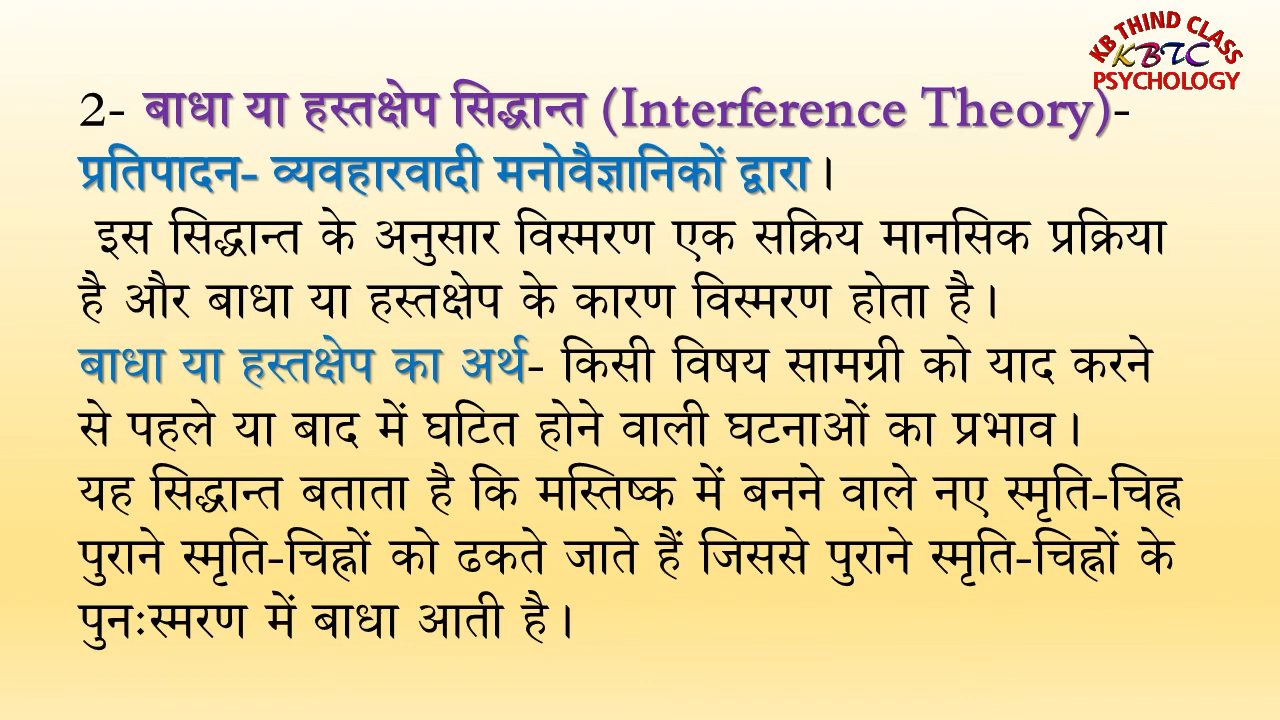 KB THIND CLASS
KBTC
PSYCHOLOGY
2- बाधा या हस्तक्षेप सिद्धान्त (Interference Theory)-
प्रतिपादन- व्यवहारवादी मनोवैज्ञानिकों द्वारा।
इस सिद्धान्त के अनुसार विस्मरण एक सक्रिय मानसिक प्रक्रिया
है और बाधा या हस्तक्षेप के कारण विस्मरण होता है।
बाधा या हस्तक्षेप का अर्थ- किसी विषय सामग्री को याद करने
से पहले या बाद में घटित होने वाली घटनाओं का प्रभाव।
यह सिद्धान्त बताता है कि मस्तिष्क में बनने वाले नए स्मृति-चिह्न
पुराने स्मृति-चिह्नों को ढकते जाते हैं जिससे पुराने स्मृति-चिह्नों के
पुनःस्मरण में बाधा आती है।